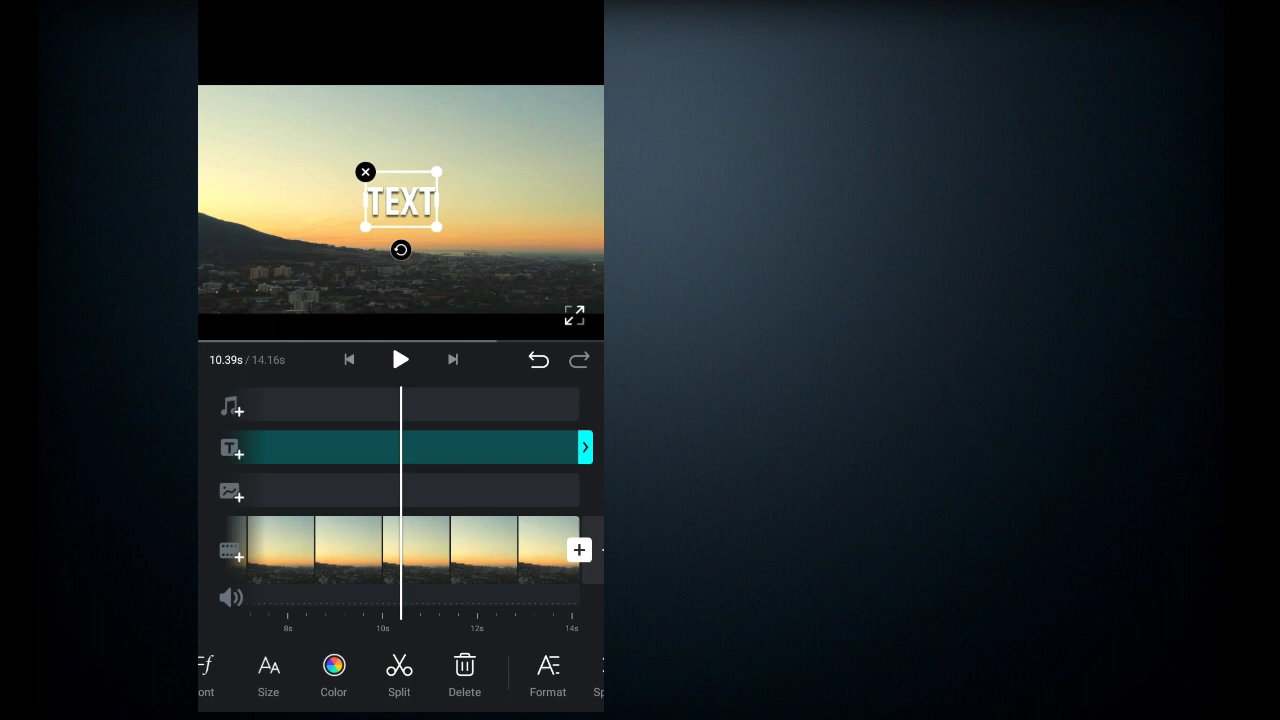 TEXT
10.39s / 14.16s
T
8s 10s 12s 14s
ont Size Color Split Delete Format Sp